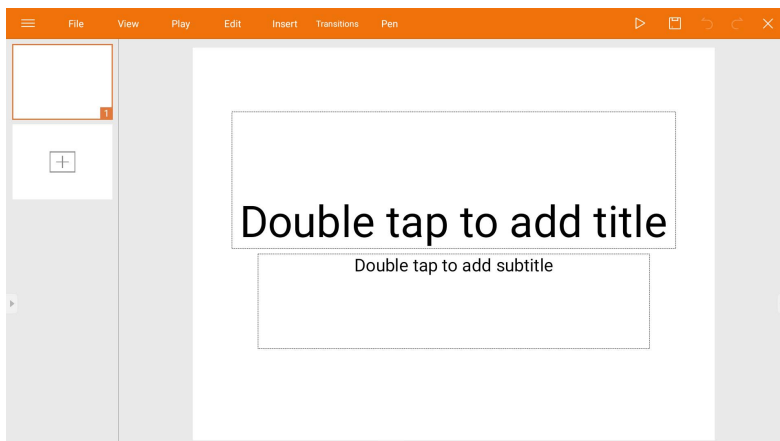 File View Play Edit Insert Transitions Pen
1
Double tap to add title
Double tap to add subtitle